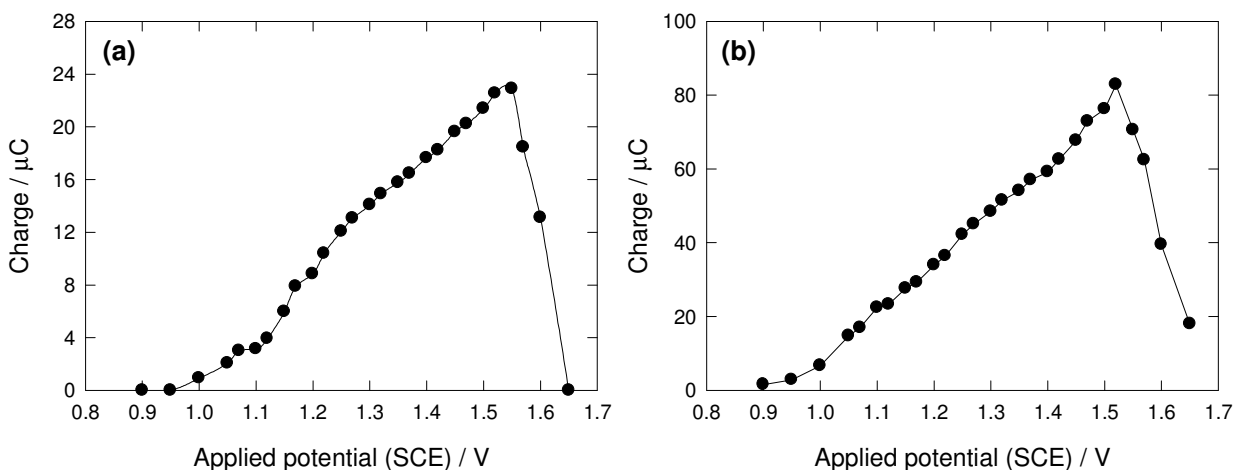 (a)
Charge / μC
28
24
20
16
12
8
4
0
0.8 0.9 1.0 1.1 1.2 1.3 1.4 1.5 1.6 1.7
Applied potential (SCE) / V
(b)
Charge / μC
100
80
60
40
20
0
0.8 0.9 1.0 1.1 1.2 1.3 1.4 1.5 1.6 1.7
Applied potential (SCE) / V